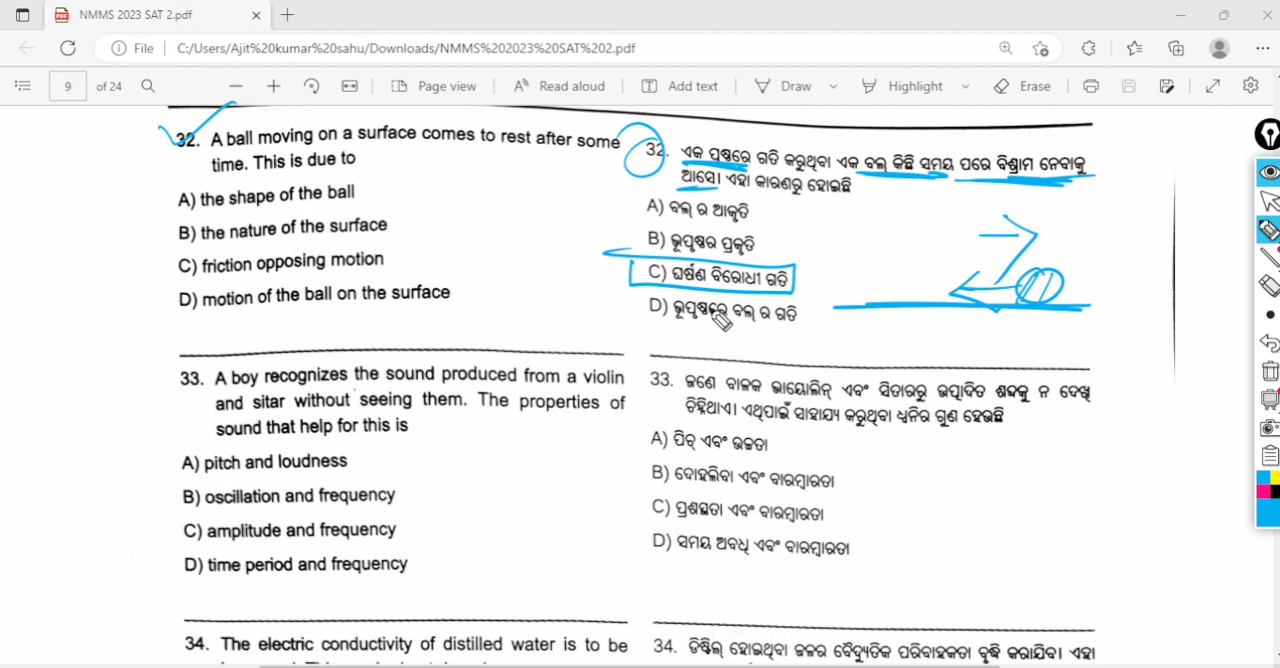 NMMS 2023 SAT 2.pdf
File
C:/Users/Ajit%20kumar%20sahu/Downloads/NMMS%202023%20SAT%202.pdf
9 of 24
Page view
Read aloud
Add text
Draw
Highlight
Erase
32. A ball moving on a surface comes to rest after some
time. This is due to
A) the shape of the ball
B) the nature of the surface
C) friction opposing motion
D) motion of the ball on the surface
33. A boy recognizes the sound produced from a violin
and sitar without seeing them. The properties of
sound that help for this is
A) pitch and loudness
B) oscillation and frequency
C) amplitude and frequency
D) time period and frequency
34. The electric conductivity of distilled water is to be
32. ଏକ ପୃଷ୍ଠରେ ଗତି କରୁଥିବା ଏକ ବଲ୍ କିଛି ସମୟ ପରେ ବିଶ୍ରାମ ନେବାକୁ
ଆସେ। ଏହା କାରଣରୁ ହୋଇଛି
A) ବଲ୍ ର ଆକୃତି
B) ଭୂପୃଷ୍ଠର ପ୍ରକୃତି
C) ଘର୍ଷଣ ବିରୋଧୀ ଗତି
D) ଭୂପୃଷ୍ଠରେ ବଲ୍ ର ଗତି
33. ଜଣେ ବାଳକ ଭାୟୋଲିନ୍ ଏବଂ ସିତାରରୁ ଉତ୍ପାଦିତ ଶବ୍ଦକୁ ନ ଦେଖି
ଚିହ୍ନିଥାଏ। ଏଥିପାଇଁ ସାହାଯ୍ୟ କରୁଥିବା ଧ୍ୱନିର ଗୁଣ ହେଉଛି
A) ପିଚ୍ ଏବଂ ଉଚ୍ଚତା
B) ଦୋହଲିବା ଏବଂ ବାରମ୍ବାରତା
C) ପ୍ରଶସ୍ତତା ଏବଂ ବାରମ୍ବାରତା
D) ସମୟ ଅବଧି ଏବଂ ବାରମ୍ବାରତା
34. ଡିଷ୍ଟିଲ୍ ହୋଇଥିବା ଜଳର ବୈଦ୍ୟୁତିକ ପରିବାହକତା ବୃଦ୍ଧି କରାଯିବା ଏହା